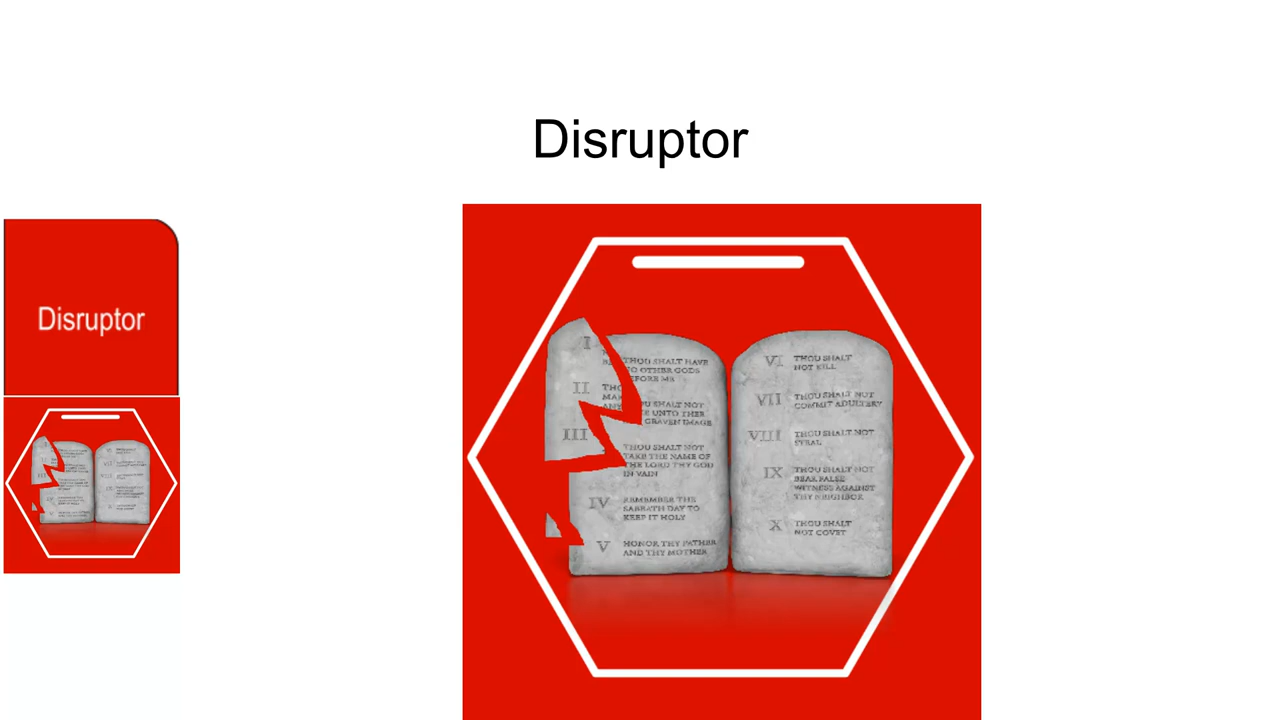 Disruptor
Disruptor
I
THOU SHALT HAVE
NO OTHER GODS
BEFORE ME
II
THOU SHALT NOT
MAKE UNTO THEE
ANY GRAVEN IMAGE
III
THOU SHALT NOT
TAKE THE NAME OF
THE LORD THY GOD
IN VAIN
IV
REMEMBER THE
SABBATH DAY TO
KEEP IT HOLY
V
HONOR THY FATHER
AND THY MOTHER
VI
THOU SHALT
NOT KILL
VII
THOU SHALT NOT
COMMIT ADULTERY
VIII
THOU SHALT NOT
STEAL
IX
THOU SHALT NOT
BEAR FALSE
WITNESS AGAINST
THY NEIGHBOR
X
THOU SHALT
NOT COVET